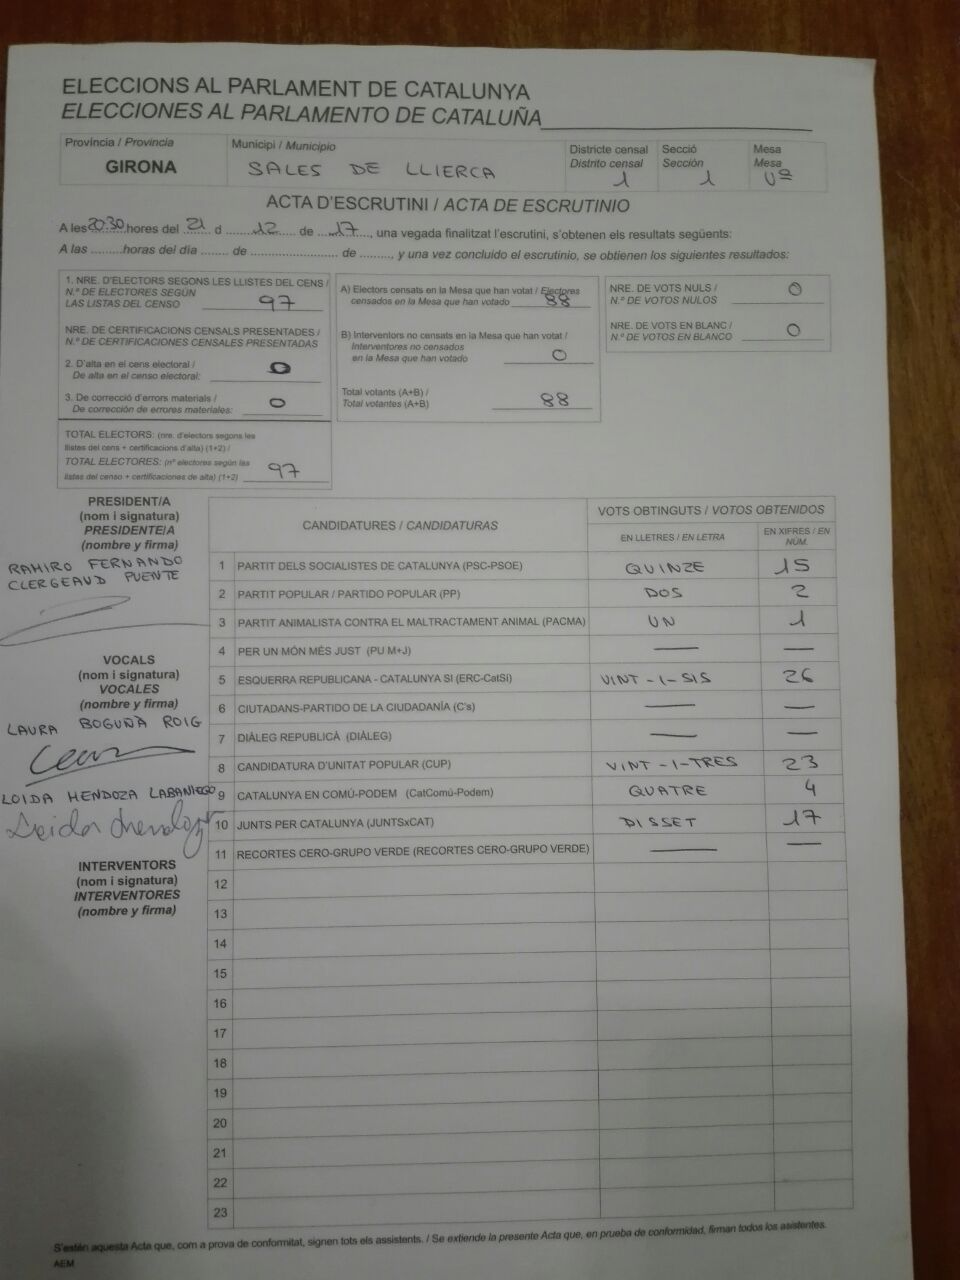 ELECCIONS AL PARLAMENT DE CATALUNYA
ELECCIONES AL PARLAMENTO DE CATALUÑA
Província / Provincia
GIRONA
Municipi / Municipio
SALES DE LLIERCA
Districte censal
Distrito censal
1
Secció
Sección
1
Mesa
Mesa
Uª
ACTA D'ESCRUTINI / ACTA DE ESCRUTINIO
A les 20:30 hores del 21 d 12 de 17, una vegada finalitzat l'escrutini, s'obtenen els resultats següents:
A las .........horas del día ...... de ........................... de ........., y una vez concluido el escrutinio, se obtienen los siguientes resultados:
1. NRE. D'ELECTORS SEGONS LES LLISTES DEL CENS /
N.º DE ELECTORES SEGÚN
LAS LISTAS DEL CENSO 97
NRE. DE CERTIFICACIONS CENSALS PRESENTADES /
N.º DE CERTIFICACIONES CENSALES PRESENTADAS
2. D'alta en el cens electoral /
De alta en el censo electoral: 0
3. De correcció d'errors materials /
De corrección de errores materiales: 0
TOTAL ELECTORS: (nre. d'electors segons les
llistes del cens + certificacions d'alta) (1+2) /
TOTAL ELECTORES: (nº electores según las
listas del censo + certificaciones de alta) (1+2) 97
A) Electors censats en la Mesa que han votat / Electores
censados en la Mesa que han votado 88
B) Interventors no censats en la Mesa que han votat /
Interventores no censados
en la Mesa que han votado 0
Total votants (A+B) /
Total votantes (A+B) 88
NRE. DE VOTS NULS /
N.º DE VOTOS NULOS 0
NRE. DE VOTS EN BLANC /
N.º DE VOTOS EN BLANCO 0
PRESIDENT/A
(nom i signatura)
PRESIDENTE/A
(nombre y firma)
RAMIRO FERNANDO
CLERGEAUD PUENTE
VOCALS
(nom i signatura)
VOCALES
(nombre y firma)
LAURA BOGUÑÀ ROIG
LOIDA MENDOZA LABANIEGO
Loida Mendoza
INTERVENTORS
(nom i signatura)
INTERVENTORES
(nombre y firma)
CANDIDATURES / CANDIDATURAS
VOTS OBTINGUTS / VOTOS OBTENIDOS
EN LLETRES / EN LETRA
EN XIFRES / EN NÚM.
1 PARTIT DELS SOCIALISTES DE CATALUNYA (PSC-PSOE) QUINZE 15
2 PARTIT POPULAR / PARTIDO POPULAR (PP) DOS 2
3 PARTIT ANIMALISTA CONTRA EL MALTRACTAMENT ANIMAL (PACMA) UN 1
4 PER UN MÓN MÉS JUST (PU M+J) — —
5 ESQUERRA REPUBLICANA - CATALUNYA SI (ERC-CatSi) VINT-I-SIS 26
6 CIUTADANS-PARTIDO DE LA CIUDADANÍA (C's) — —
7 DIÀLEG REPUBLICÀ (DIÀLEG) — —
8 CANDIDATURA D'UNITAT POPULAR (CUP) VINT-I-TRES 23
9 CATALUNYA EN COMÚ-PODEM (CatComú-Podem) QUATRE 4
10 JUNTS PER CATALUNYA (JUNTSxCAT) DISSET 17
11 RECORTES CERO-GRUPO VERDE (RECORTES CERO-GRUPO VERDE) — —
12
13
14
15
16
17
18
19
20
21
22
23
S'estén aquesta Acta que, com a prova de conformitat, signen tots els assistents. / Se extiende la presente Acta que, en prueba de conformidad, firman todos los asistentes.
AEM